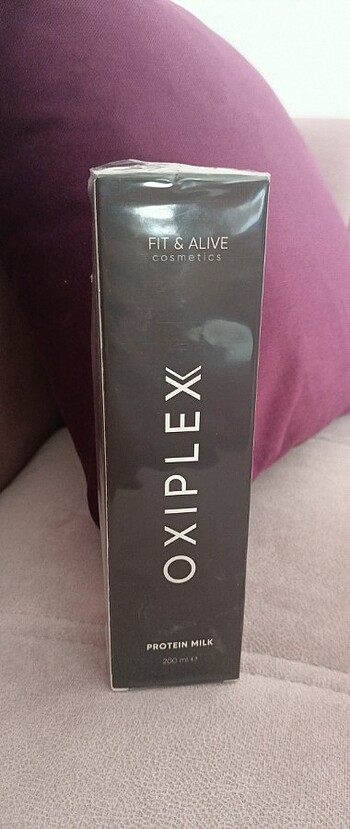 FIT & ALIVE
cosmetics
OXIPLEX
PROTEIN MILK
200 ml ℮